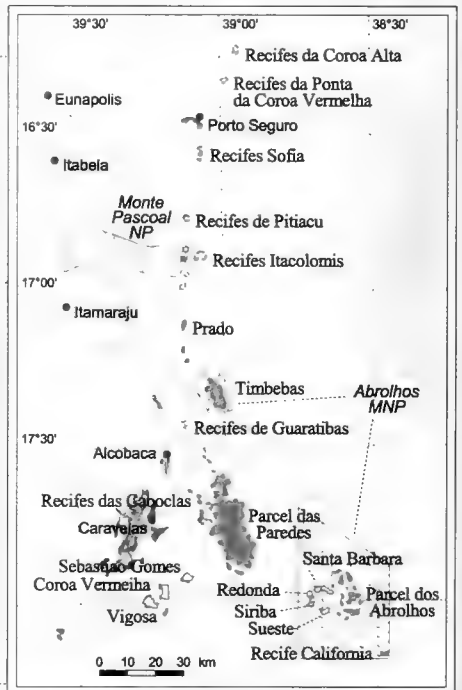 39°30'
39°00'
38°30'
Recifes da Coroa Alta
Recifes da Ponta
da Coroa Vermelha
Eunapolis
16°30'
Porto Seguro
Recifes Sofia
Itabela
Monte
Pascoal
NP
Recifes de Pitiacu
Recifes Itacolomis
17°00'
Itamaraju
Prado
Timbebas
Abrolhos
MNP
Recifes de Guaratibas
17°30'
Alcobaca
Recifes das Caboclas
Caravelas
Parcel das
Paredes
Sebastiao Gomes
Coroa Vermelha
Santa Barbara
Redonda
Siriba
Parcel dos
Abrolhos
Vigosa
Sueste
Recife California
0 10 20 30 km